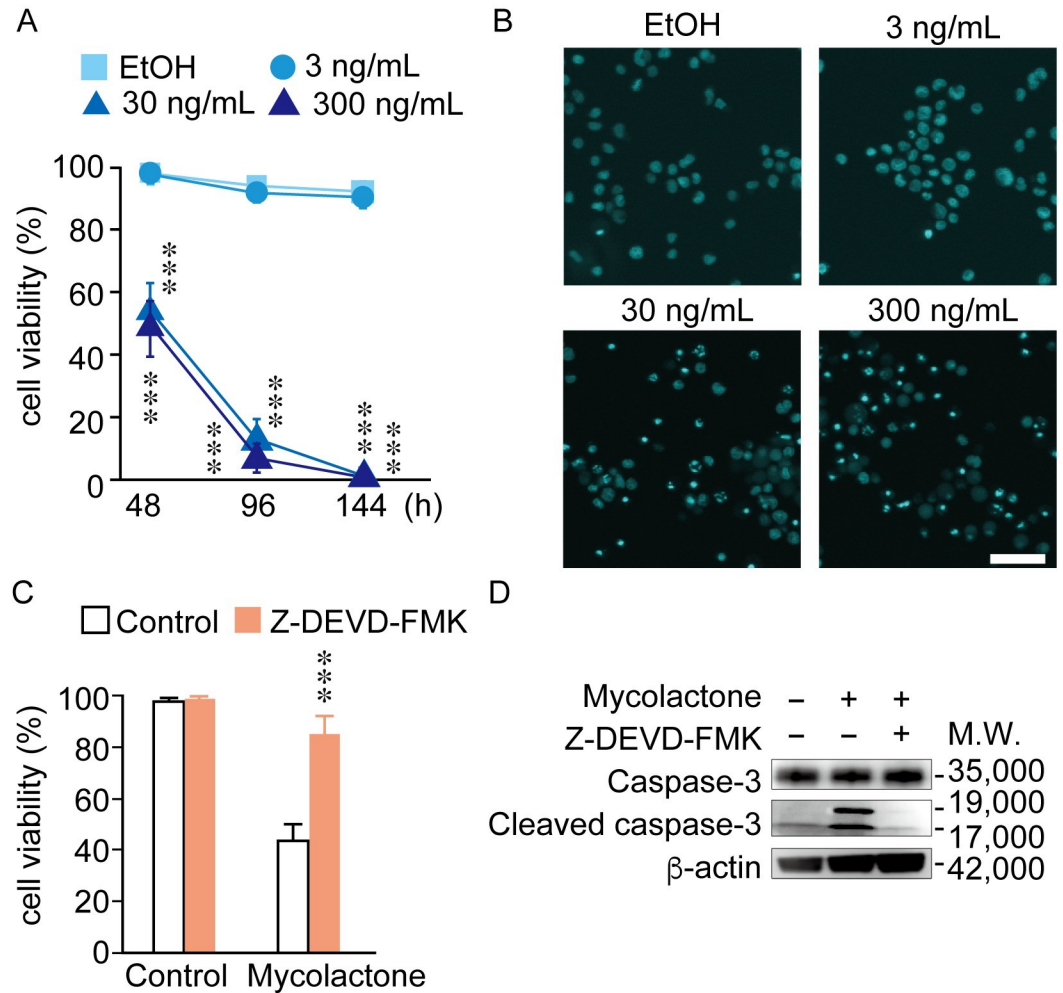 A
EtOH
3 ng/mL
30 ng/mL
300 ng/mL
cell viability (%)
100
80
60
40
20
0
***
***
***
***
***
***
48
96
144
(h)
B
EtOH
3 ng/mL
30 ng/mL
300 ng/mL
C
Control
Z-DEVD-FMK
cell viability (%)
100
80
60
40
20
0
***
Control
Mycolactone
D
Mycolactone – + +
Z-DEVD-FMK – – + M.W.
Caspase-3 -35,000
Cleaved caspase-3 -19,000
-17,000
β-actin -42,000